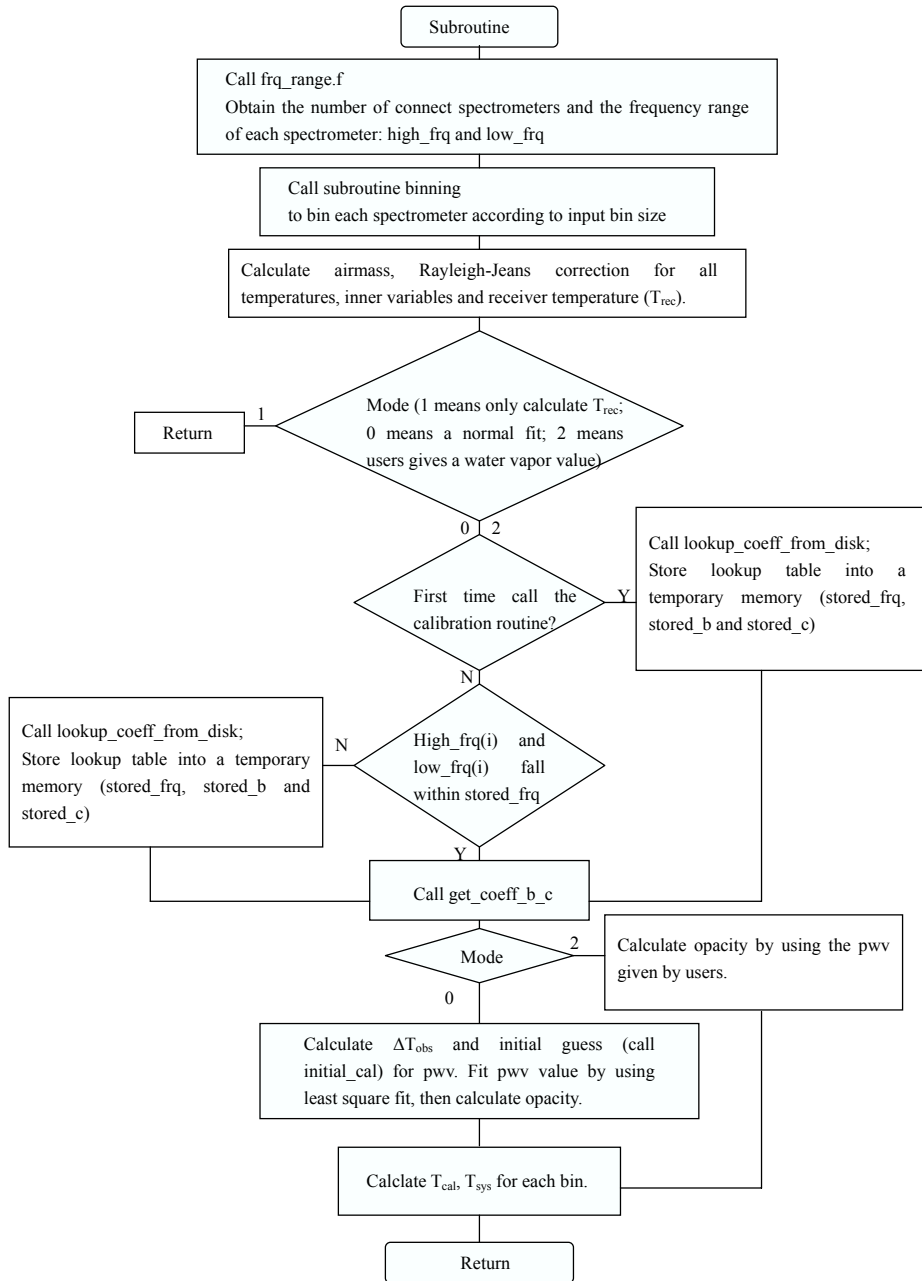 Subroutine
Call frq_range.f
Obtain the number of connect spectrometers and the frequency range
of each spectrometer: high_frq and low_frq
Call subroutine binning
to bin each spectrometer according to input bin size
Calculate airmass, Rayleigh-Jeans correction for all
temperatures, inner variables and receiver temperature (Trec).
Mode (1 means only calculate Trec;
0 means a normal fit; 2 means
users gives a water vapor value)
1
Return
0 2
First time call the
calibration routine?
Y
Call lookup_coeff_from_disk;
Store lookup table into a
temporary memory (stored_frq,
stored_b and stored_c)
N
High_frq(i) and
low_frq(i) fall
within stored_frq
N
Call lookup_coeff_from_disk;
Store lookup table into a temporary
memory (stored_frq, stored_b and
stored_c)
Y
Call get_coeff_b_c
Mode
2
Calculate opacity by using the pwv
given by users.
0
Calculate ΔTobs and initial guess (call
initial_cal) for pwv. Fit pwv value by using
least square fit, then calculate opacity.
Calclate Tcal, Tsys for each bin.
Return